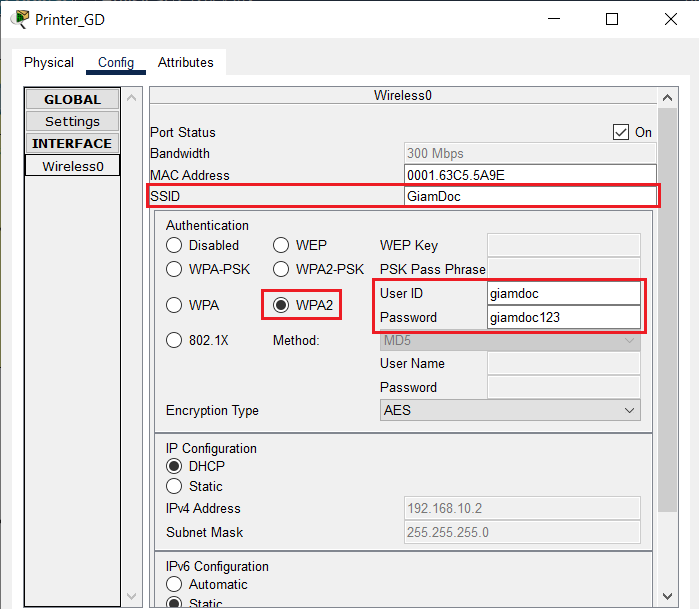 Printer_GD
Physical Config Attributes
GLOBAL
Settings
INTERFACE
Wireless0
Wireless0
Port Status On
Bandwidth 300 Mbps
MAC Address 0001.63C5.5A9E
SSID GiamDoc
Authentication
Disabled WEP WEP Key
WPA-PSK WPA2-PSK PSK Pass Phrase
User ID giamdoc
WPA WPA2
Password giamdoc123
802.1X Method: MD5
User Name
Password
Encryption Type AES
IP Configuration
DHCP
Static
IPv4 Address 192.168.10.2
Subnet Mask 255.255.255.0
IPv6 Configuration
Automatic
Static